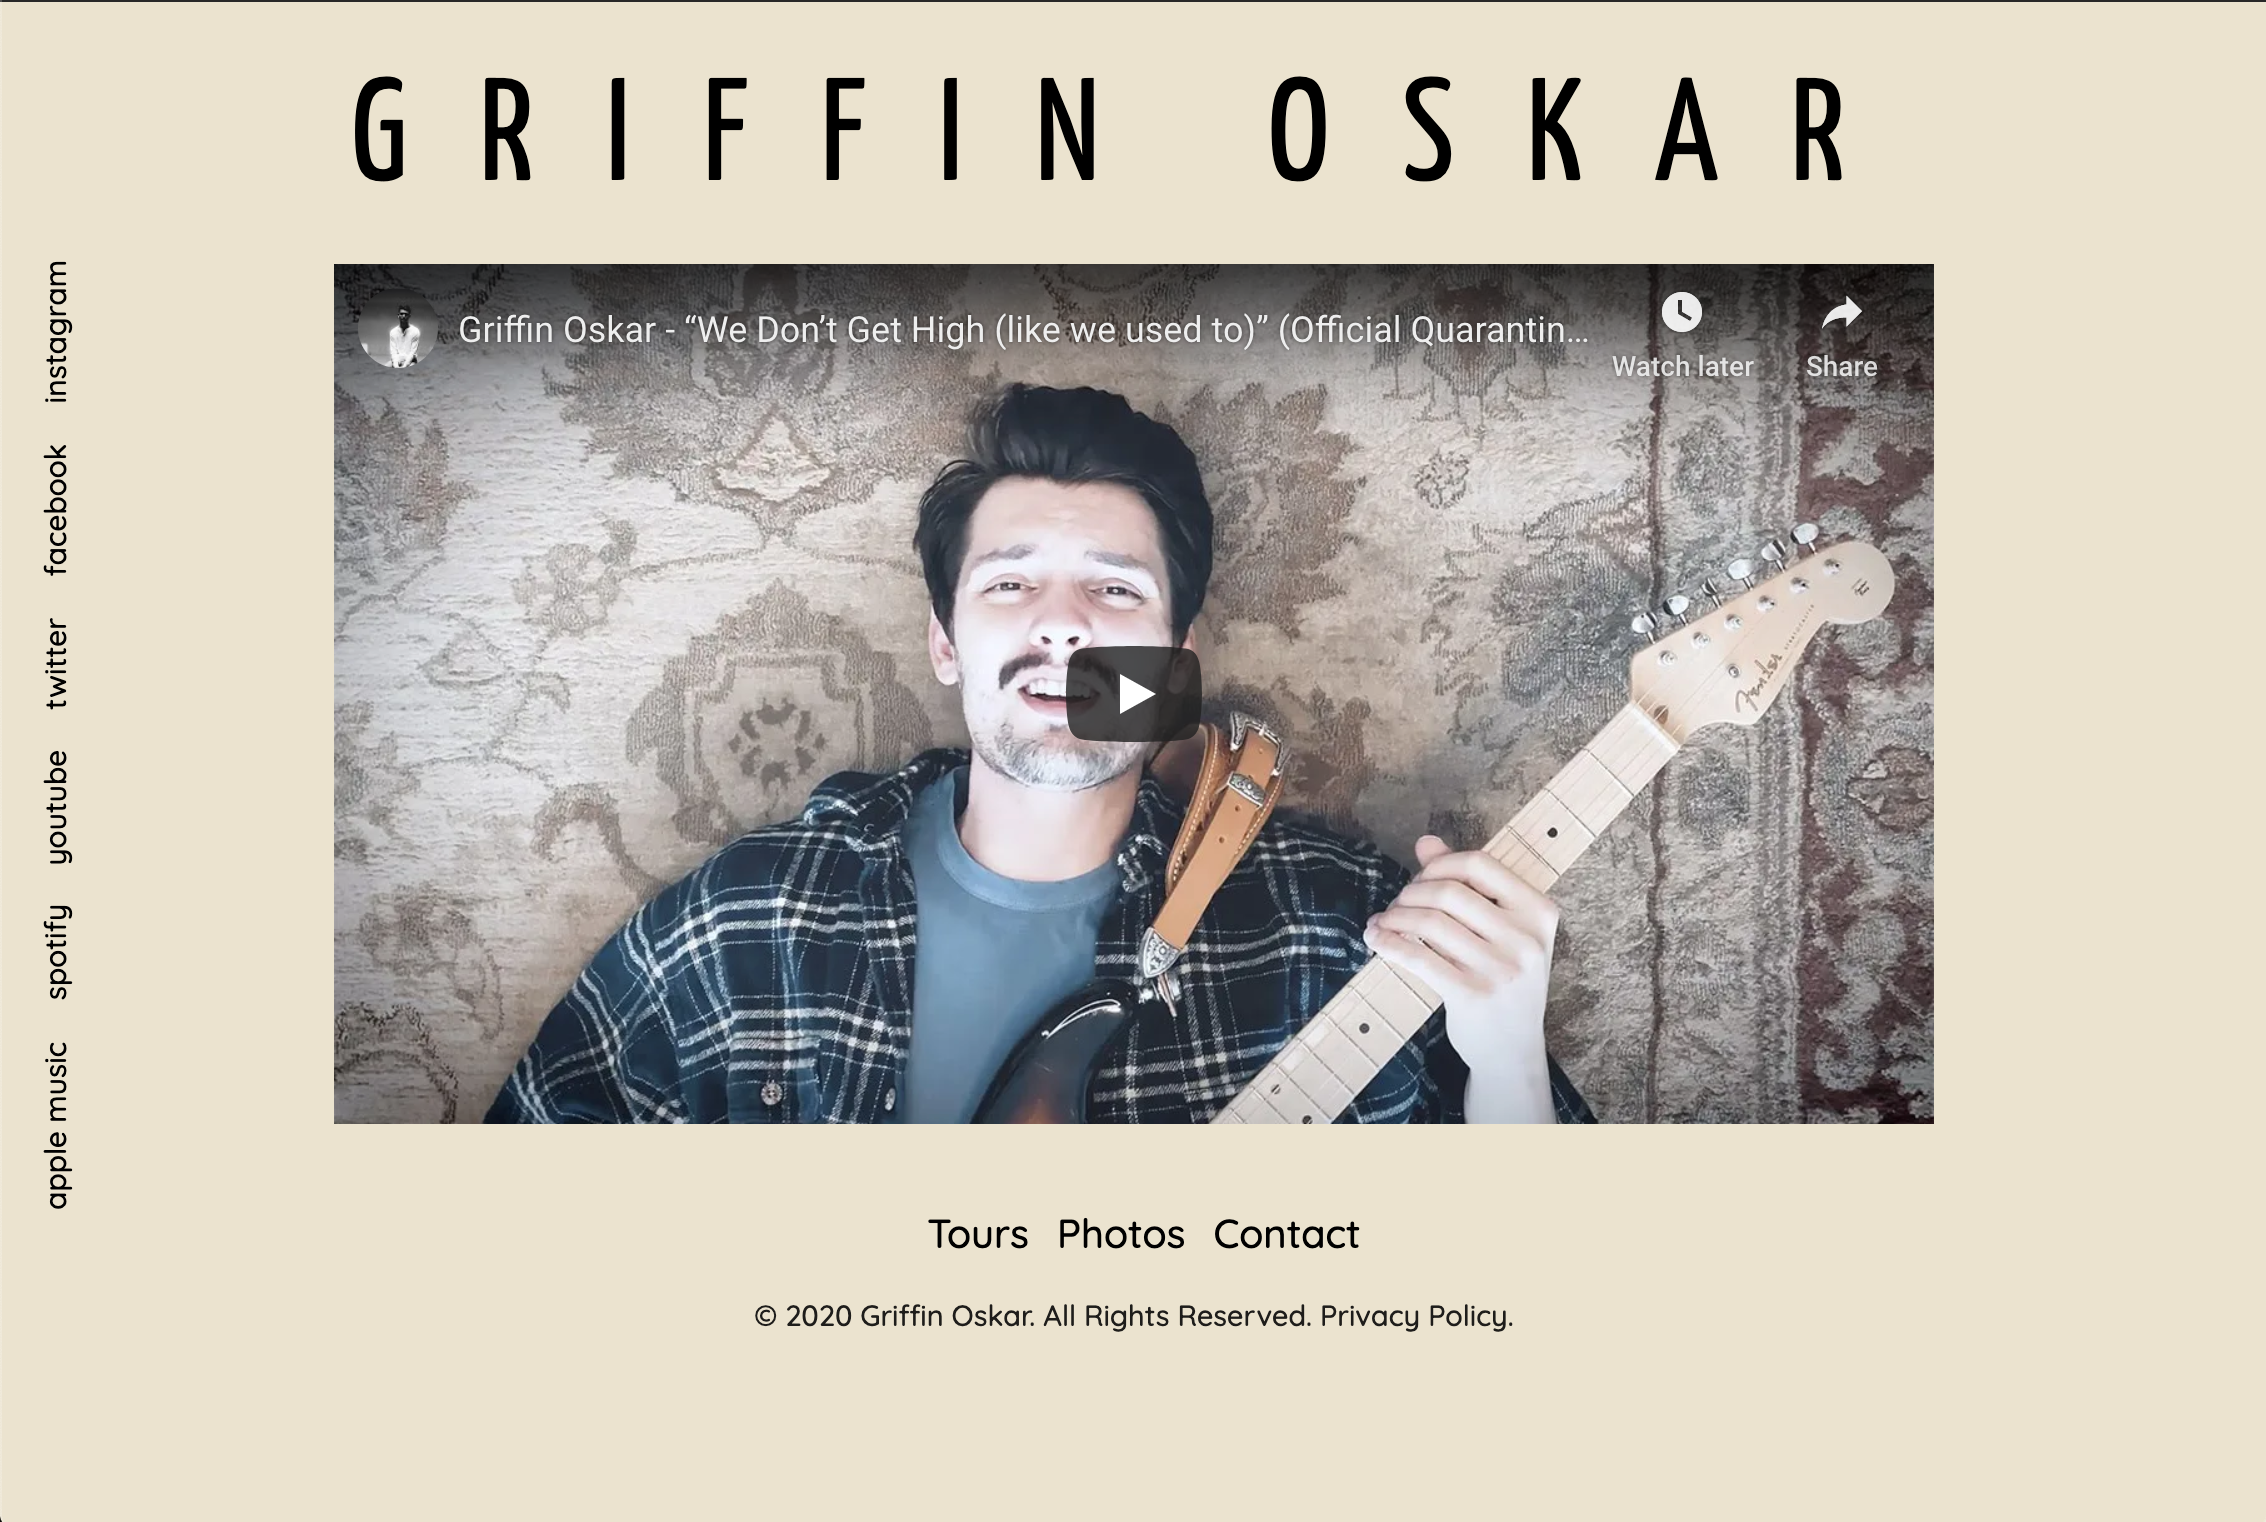 GRIFFIN OSKAR
instagram
facebook
twitter
youtube
spotify
apple music
Griffin Oskar - “We Don’t Get High (like we used to)” (Official Quarantin...
Watch later
Share
Fender
Tours Photos Contact
© 2020 Griffin Oskar. All Rights Reserved. Privacy Policy.